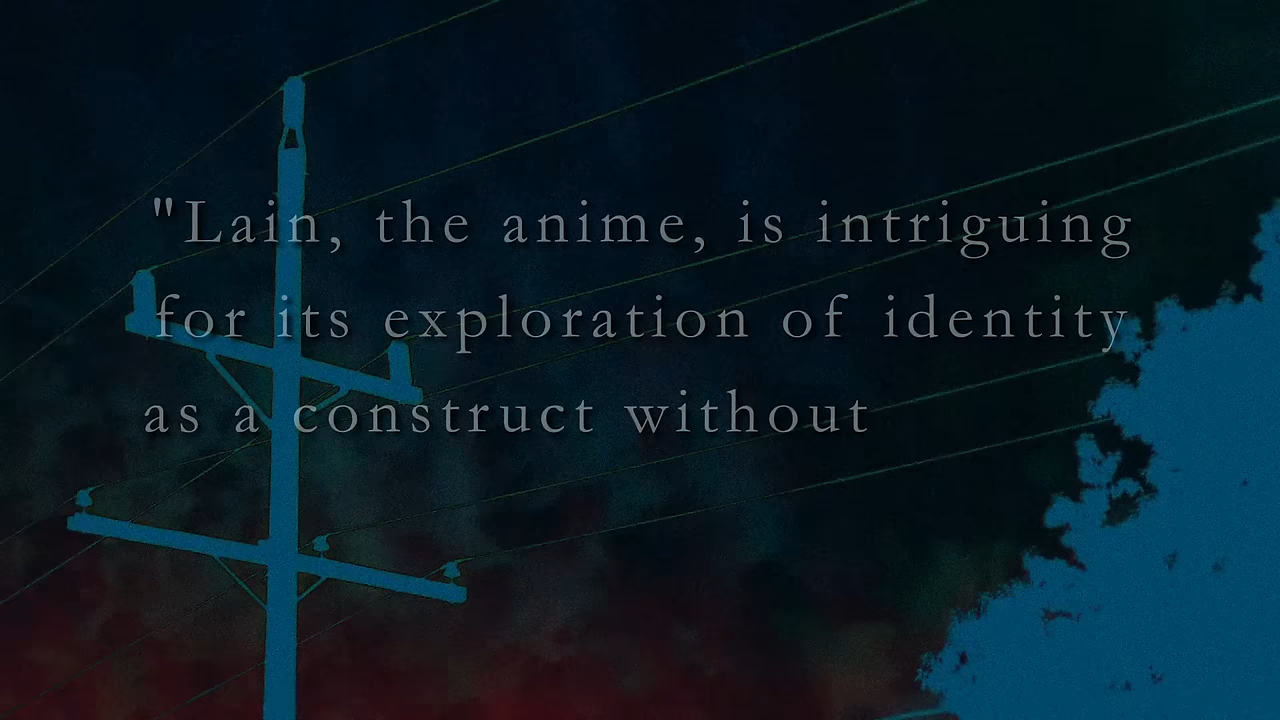 "Lain, the anime, is intriguing
for its exploration of identity
as a construct without